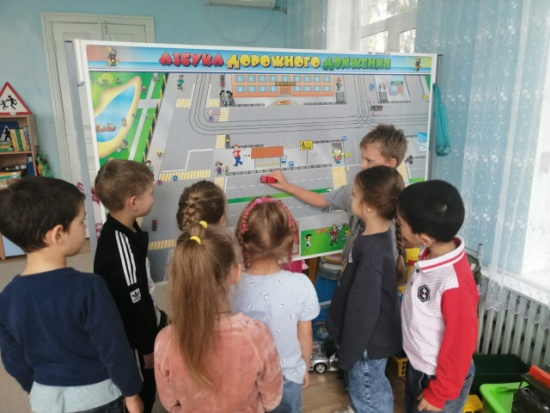 АЗБУКА ДОРОЖНОГО ДВИЖЕНИЯ